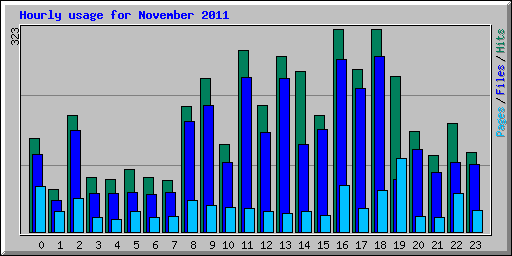 Hourly usage for November 2011
323
Pages / Files / Hits
0 1 2 3 4 5 6 7 8 9 10 11 12 13 14 15 16 17 18 19 20 21 22 23